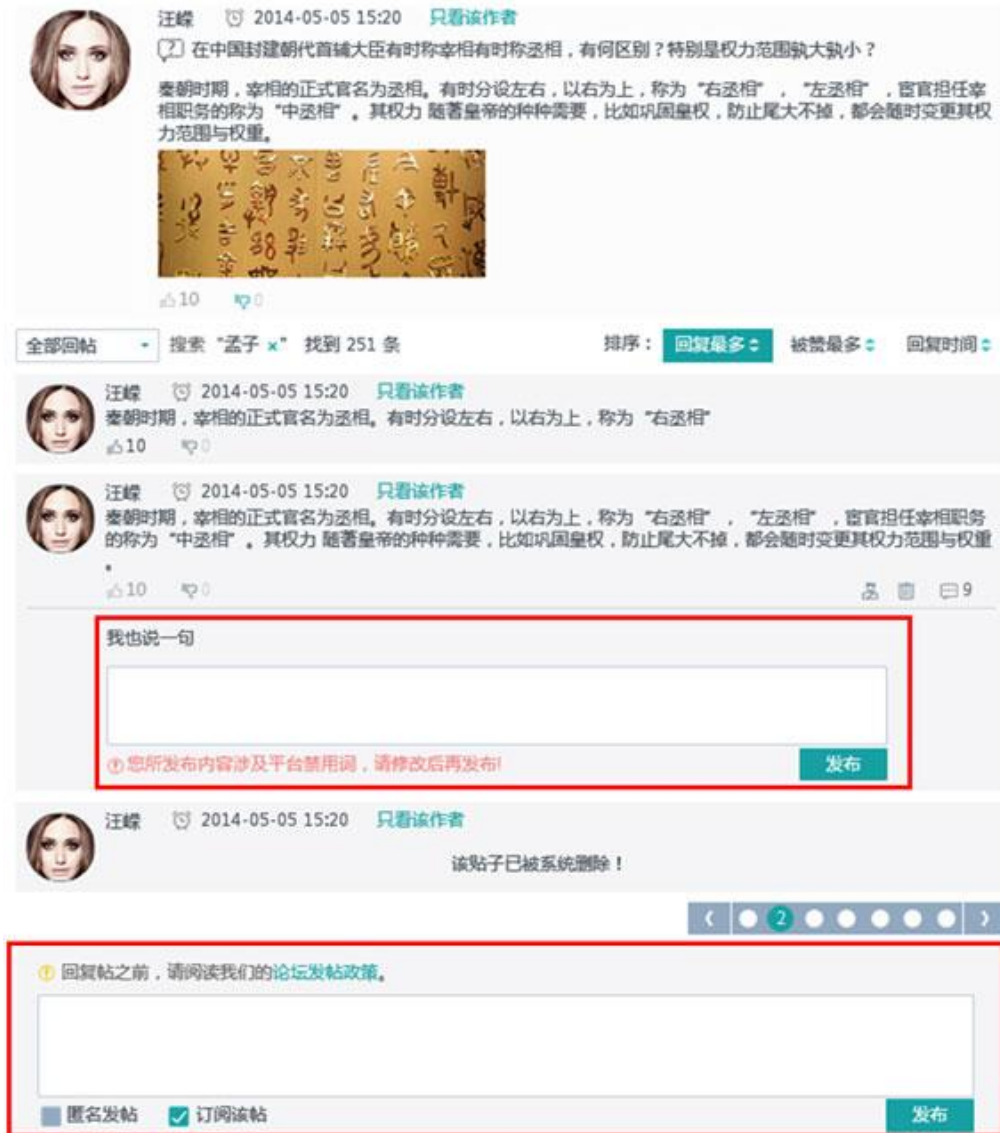 汪嵘 2014-05-05 15:20 只看该作者
? 在中国封建朝代首辅大臣有时称宰相有时称丞相，有何区别？特别是权力范围孰大孰小？
秦朝时期，宰相的正式官名为丞相。有时分设左右，以右为上，称为“右丞相”，“左丞相”，宦官担任宰
相职务的称为“中丞相”。其权力 随著皇帝的种种需要，比如巩固皇权，防止尾大不掉，都会随时变更其权
力范围与权重。
10 0
全部回帖 搜索“孟子 ×” 找到 251 条 排序： 回复最多 被赞最多 回复时间
汪嵘 2014-05-05 15:20 只看该作者
秦朝时期，宰相的正式官名为丞相。有时分设左右，以右为上，称为“右丞相”
10 0
汪嵘 2014-05-05 15:20 只看该作者
秦朝时期，宰相的正式官名为丞相。有时分设左右，以右为上，称为“右丞相”，“左丞相”，宦官担任宰相职务
的称为“中丞相”。其权力 随著皇帝的种种需要，比如巩固皇权，防止尾大不掉，都会随时变更其权力范围与权重
。
10 0 9
我也说一句
您所发布内容涉及平台禁用词，请修改后再发布!
发布
汪嵘 2014-05-05 15:20 只看该作者
该贴子已被系统删除！
2
回复帖之前，请阅读我们的论坛发帖政策。
匿名发帖 订阅该帖 发布